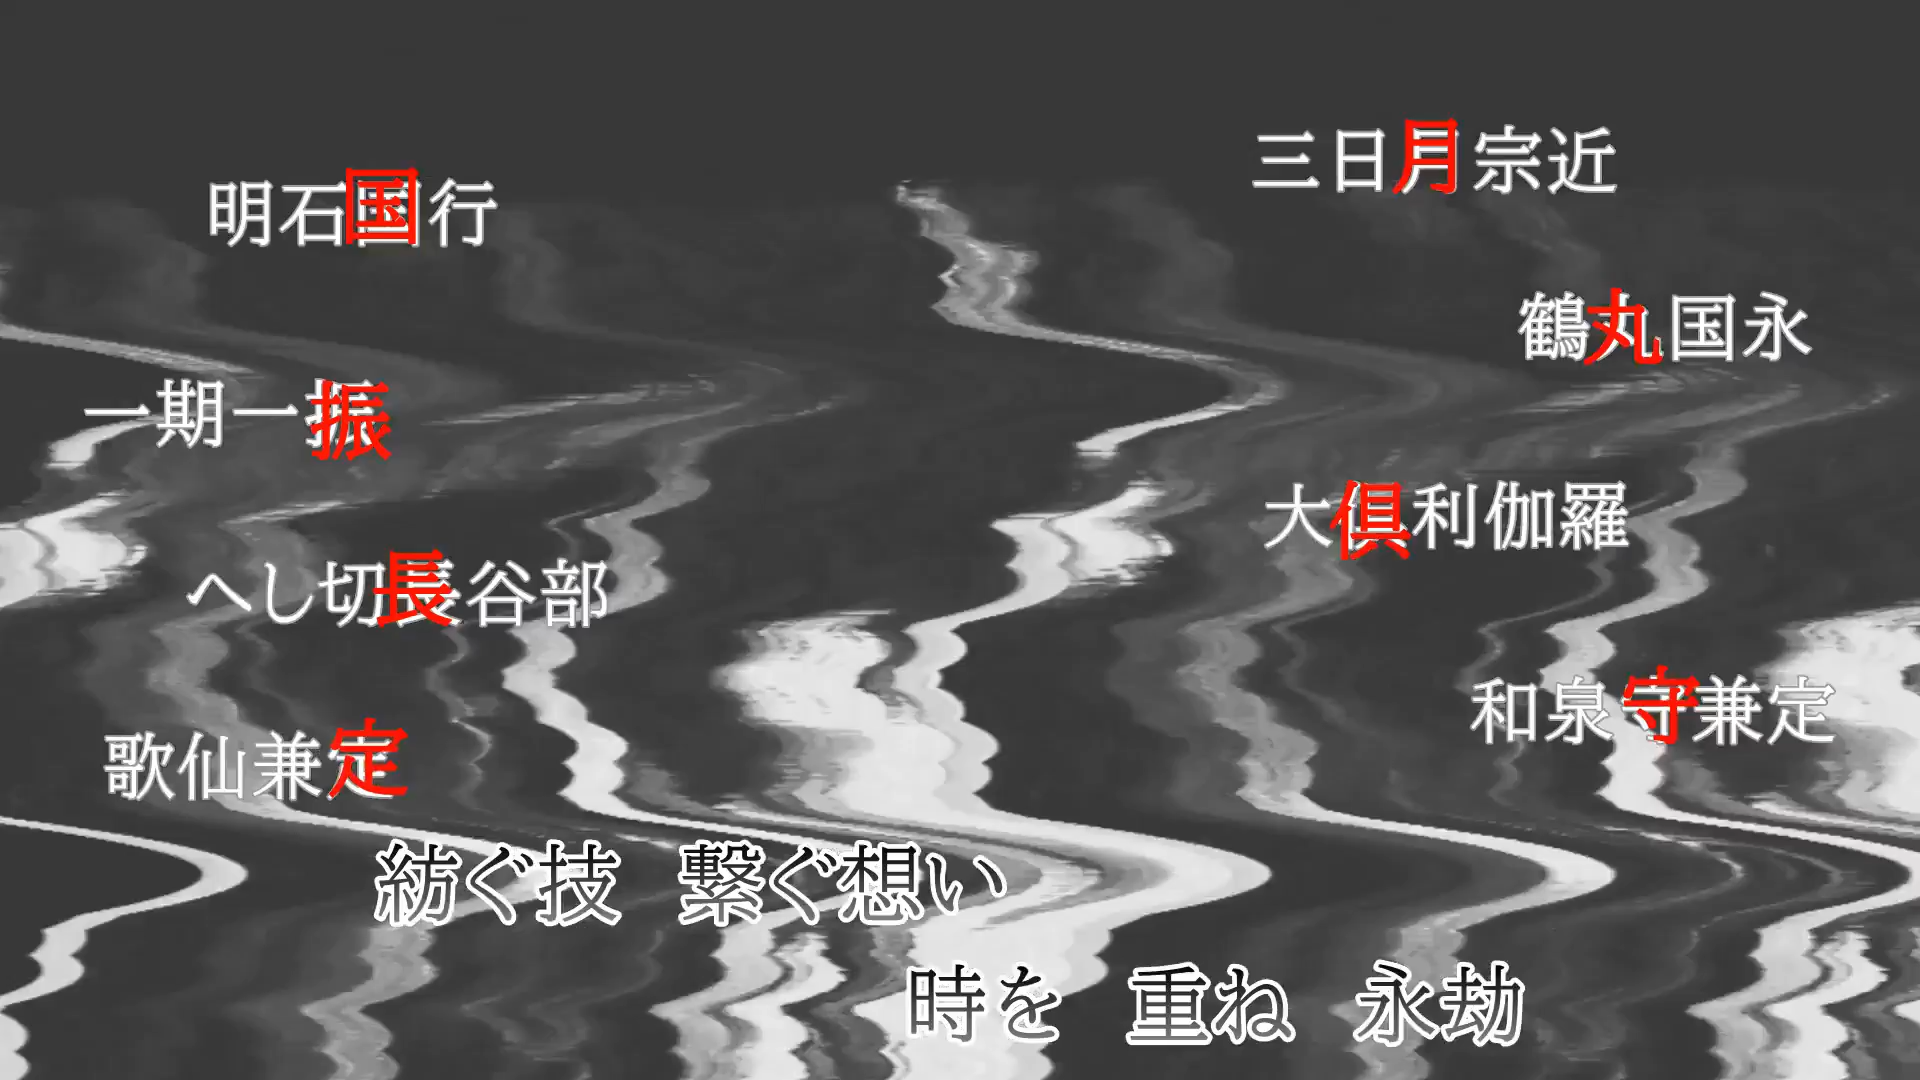 明石国行
三日月宗近
鶴丸国永
一期一振
大倶利伽羅
へし切長谷部
和泉守兼定
歌仙兼定
紡ぐ技　繋ぐ想い
時を　重ね　永劫